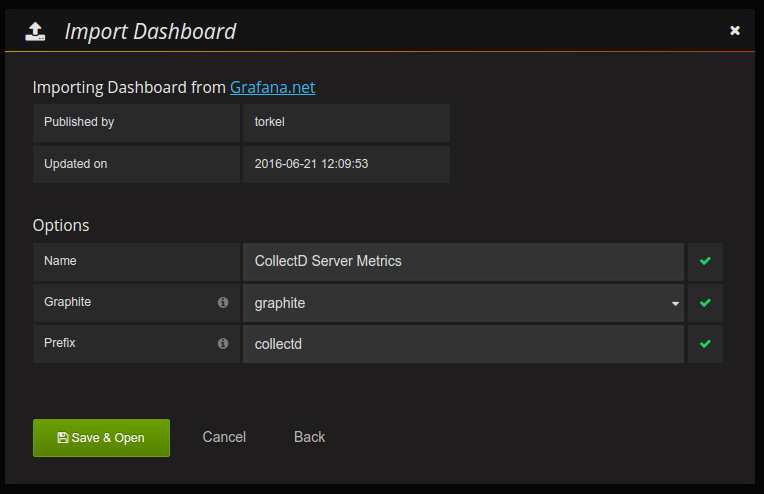 Import Dashboard
Importing Dashboard from Grafana.net
Published by torkel
Updated on 2016-06-21 12:09:53
Options
Name CollectD Server Metrics
Graphite graphite
Prefix collectd
Save & Open Cancel Back